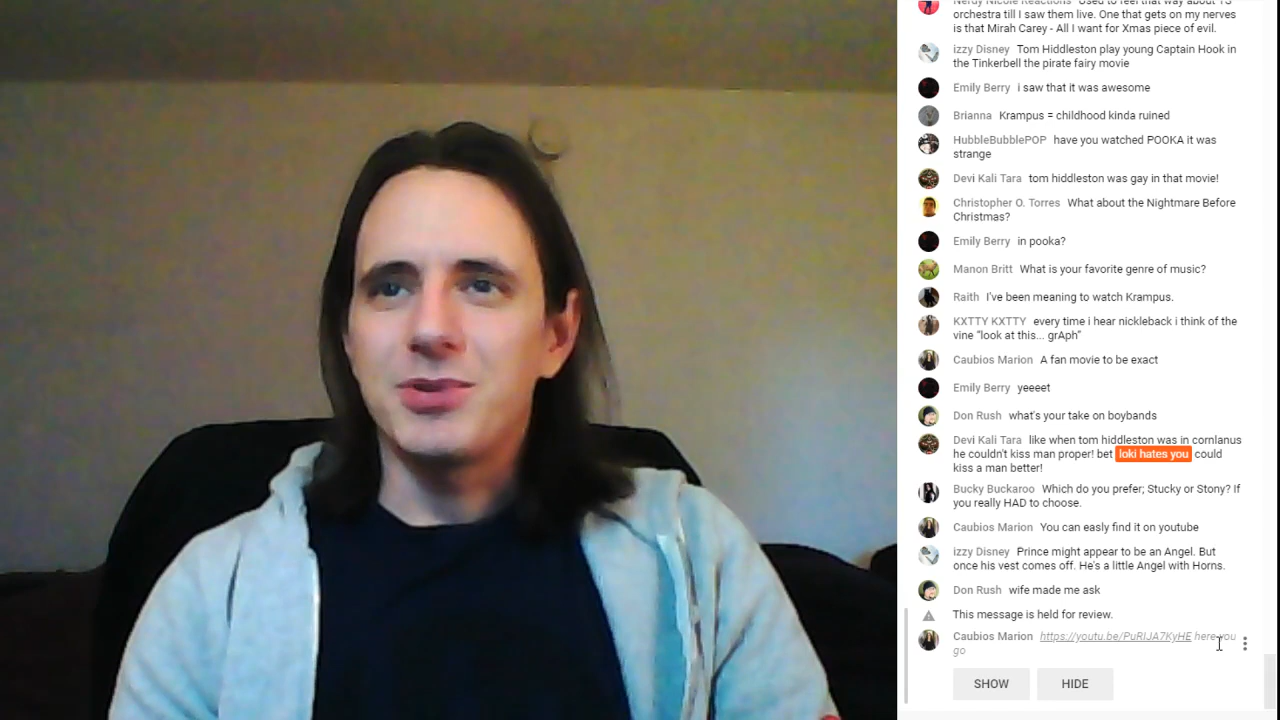 Nerdy Nicole Reactions Used to feel that way about TS
orchestra till I saw them live. One that gets on my nerves
is that Mirah Carey - All I want for Xmas piece of evil.
izzy Disney Tom Hiddleston play young Captain Hook in
the Tinkerbell the pirate fairy movie
Emily Berry i saw that it was awesome
Brianna Krampus = childhood kinda ruined
HubbleBubblePOP have you watched POOKA it was
strange
Devi Kali Tara tom hiddleston was gay in that movie!
Christopher O. Torres What about the Nightmare Before
Christmas?
Emily Berry in pooka?
Manon Britt What is your favorite genre of music?
Raith I've been meaning to watch Krampus.
KXTTY KXTTY every time i hear nickleback i think of the
vine "look at this... grAph"
Caubios Marion A fan movie to be exact
Emily Berry yeeeet
Don Rush what's your take on boybands
Devi Kali Tara like when tom hiddleston was in cornlanus
he couldn't kiss man proper! bet loki hates you could
kiss a man better!
Bucky Buckaroo Which do you prefer; Stucky or Stony? If
you really HAD to choose.
Caubios Marion You can easly find it on youtube
izzy Disney Prince might appear to be an Angel. But
once his vest comes off. He's a little Angel with Horns.
Don Rush wife made me ask
This message is held for review.
Caubios Marion https://youtu.be/PuRIJA7KyHE here you
go
SHOW HIDE